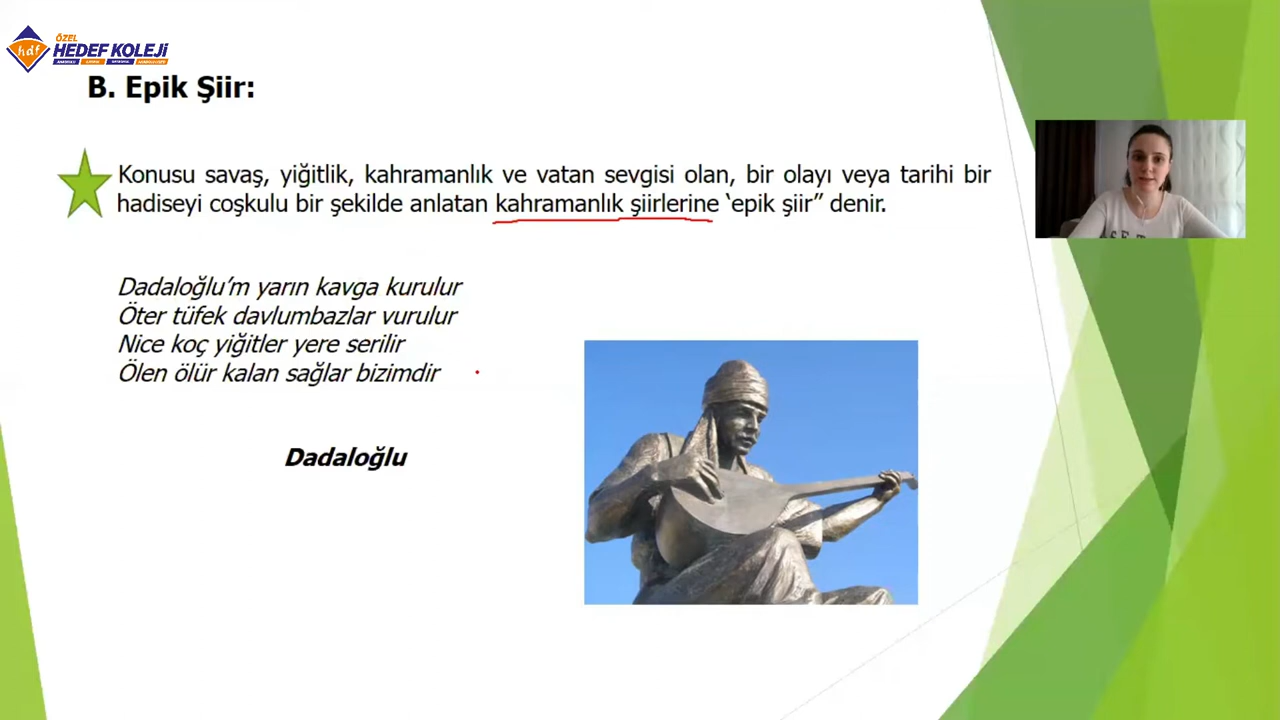 ÖZEL
HEDEF KOLEJİ
hdf
B. Epik Şiir:
Konusu savaş, yiğitlik, kahramanlık ve vatan sevgisi olan, bir olayı veya tarihi bir
hadiseyi coşkulu bir şekilde anlatan kahramanlık şiirlerine ‘epik şiir” denir.
Dadaloğlu’m yarın kavga kurulur
Öter tüfek davlumbazlar vurulur
Nice koç yiğitler yere serilir
Ölen ölür kalan sağlar bizimdir
Dadaloğlu